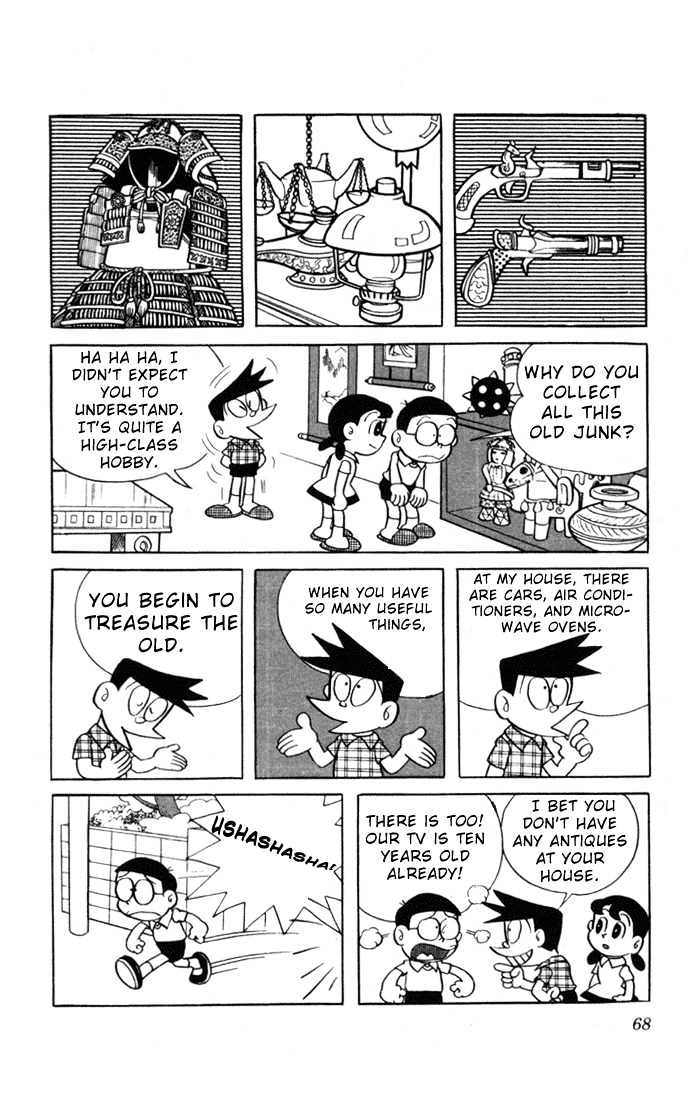 WHY DO YOU
COLLECT
ALL THIS
OLD JUNK?
HA HA HA, I
DIDN'T EXPECT
YOU TO
UNDERSTAND.
IT'S QUITE A
HIGH-CLASS
HOBBY.
AT MY HOUSE, THERE
ARE CARS, AIR CONDI-
TIONERS, AND MICRO-
WAVE OVENS.
WHEN YOU HAVE
SO MANY USEFUL
THINGS,
YOU BEGIN TO
TREASURE THE
OLD.
I BET YOU
DON'T HAVE
ANY ANTIQUES
AT YOUR
HOUSE.
THERE IS TOO!
OUR TV IS TEN
YEARS OLD
ALREADY!
USHASHASHA!
68